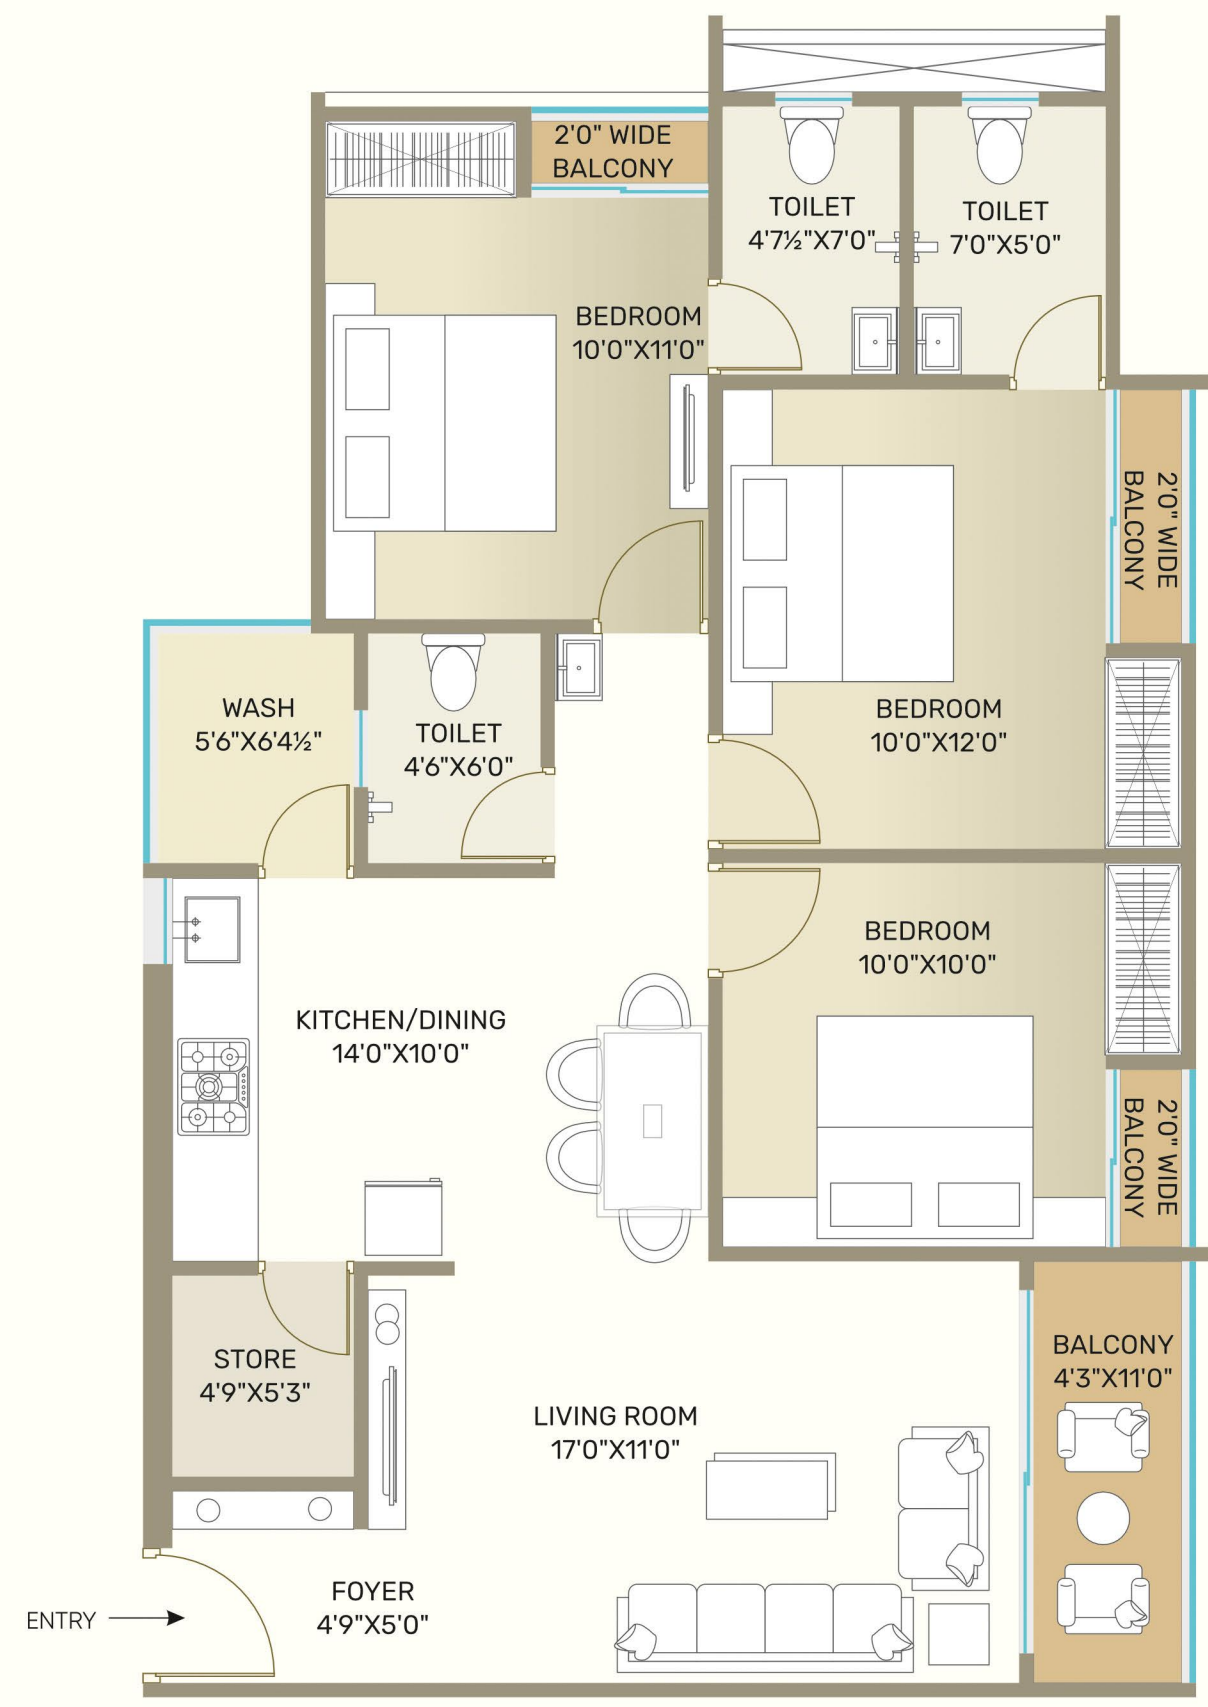 2'0" WIDE
BALCONY
TOILET
4'7½"X7'0"
TOILET
7'0"X5'0"
BEDROOM
10'0"X11'0"
2'0" WIDE
BALCONY
WASH
5'6"X6'4½"
TOILET
4'6"X6'0"
BEDROOM
10'0"X12'0"
BEDROOM
10'0"X10'0"
KITCHEN/DINING
14'0"X10'0"
2'0" WIDE
BALCONY
STORE
4'9"X5'3"
BALCONY
4'3"X11'0"
LIVING ROOM
17'0"X11'0"
FOYER
4'9"X5'0"
ENTRY